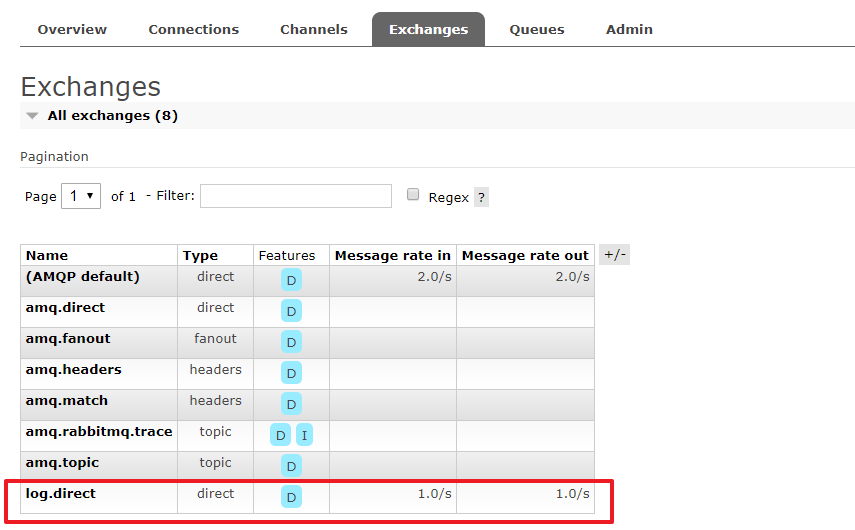 Overview Connections Channels Exchanges Queues Admin
Exchanges
All exchanges (8)
Pagination
Page 1 of 1 - Filter: Regex ?
Name Type Features Message rate in Message rate out +/-
(AMQP default) direct D 2.0/s 2.0/s
amq.direct direct D
amq.fanout fanout D
amq.headers headers D
amq.match headers D
amq.rabbitmq.trace topic D I
amq.topic topic D
log.direct direct D 1.0/s 1.0/s